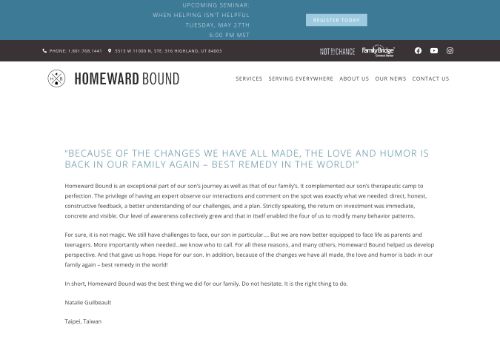 UPCOMING SEMINAR:
WHEN HELPING ISN'T HELPFUL
TUESDAY, MAY 27TH
6:00 PM MST
REGISTER TODAY
PHONE: 1.801.768.1441
5513 W 11000 N, STE. 316 HIGHLAND, UT 84003
NOT BY CHANCE
FamilyBridge
HOMEWARD BOUND
SERVICES
SERVING EVERYWHERE
ABOUT US
OUR NEWS
CONTACT US
"BECAUSE OF THE CHANGES WE HAVE ALL MADE, THE LOVE AND HUMOR IS
BACK IN OUR FAMILY AGAIN – BEST REMEDY IN THE WORLD!"
Homeward Bound is an exceptional part of our son's journey as well as that of our family's. It complemented our son's therapeutic camp to
perfection. The privilege of having an expert observe our interactions and comment on the spot was exactly what we needed: direct, honest,
constructive feedback, a better understanding of our challenges, and a plan. Strictly speaking, the return on investment was immediate,
concrete and visible. Our level of awareness collectively grew and that in itself enabled the four of us to modify many behavior patterns.
For sure, it is not magic. We still have challenges to face, our son in particular…. But we are now better equipped to face life as parents and
teenagers. More importantly when needed…we know who to call. For all these reasons, and many others, Homeward Bound helped us develop
perspective. And that gave us hope. Hope for our son. In addition, because of the changes we have all made, the love and humor is back in our
family again – best remedy in the world!
In short, Homeward Bound was the best thing we did for our family. Do not hesitate. It is the right thing to do.
Natalie Guilbeault
Taipei, Taiwan